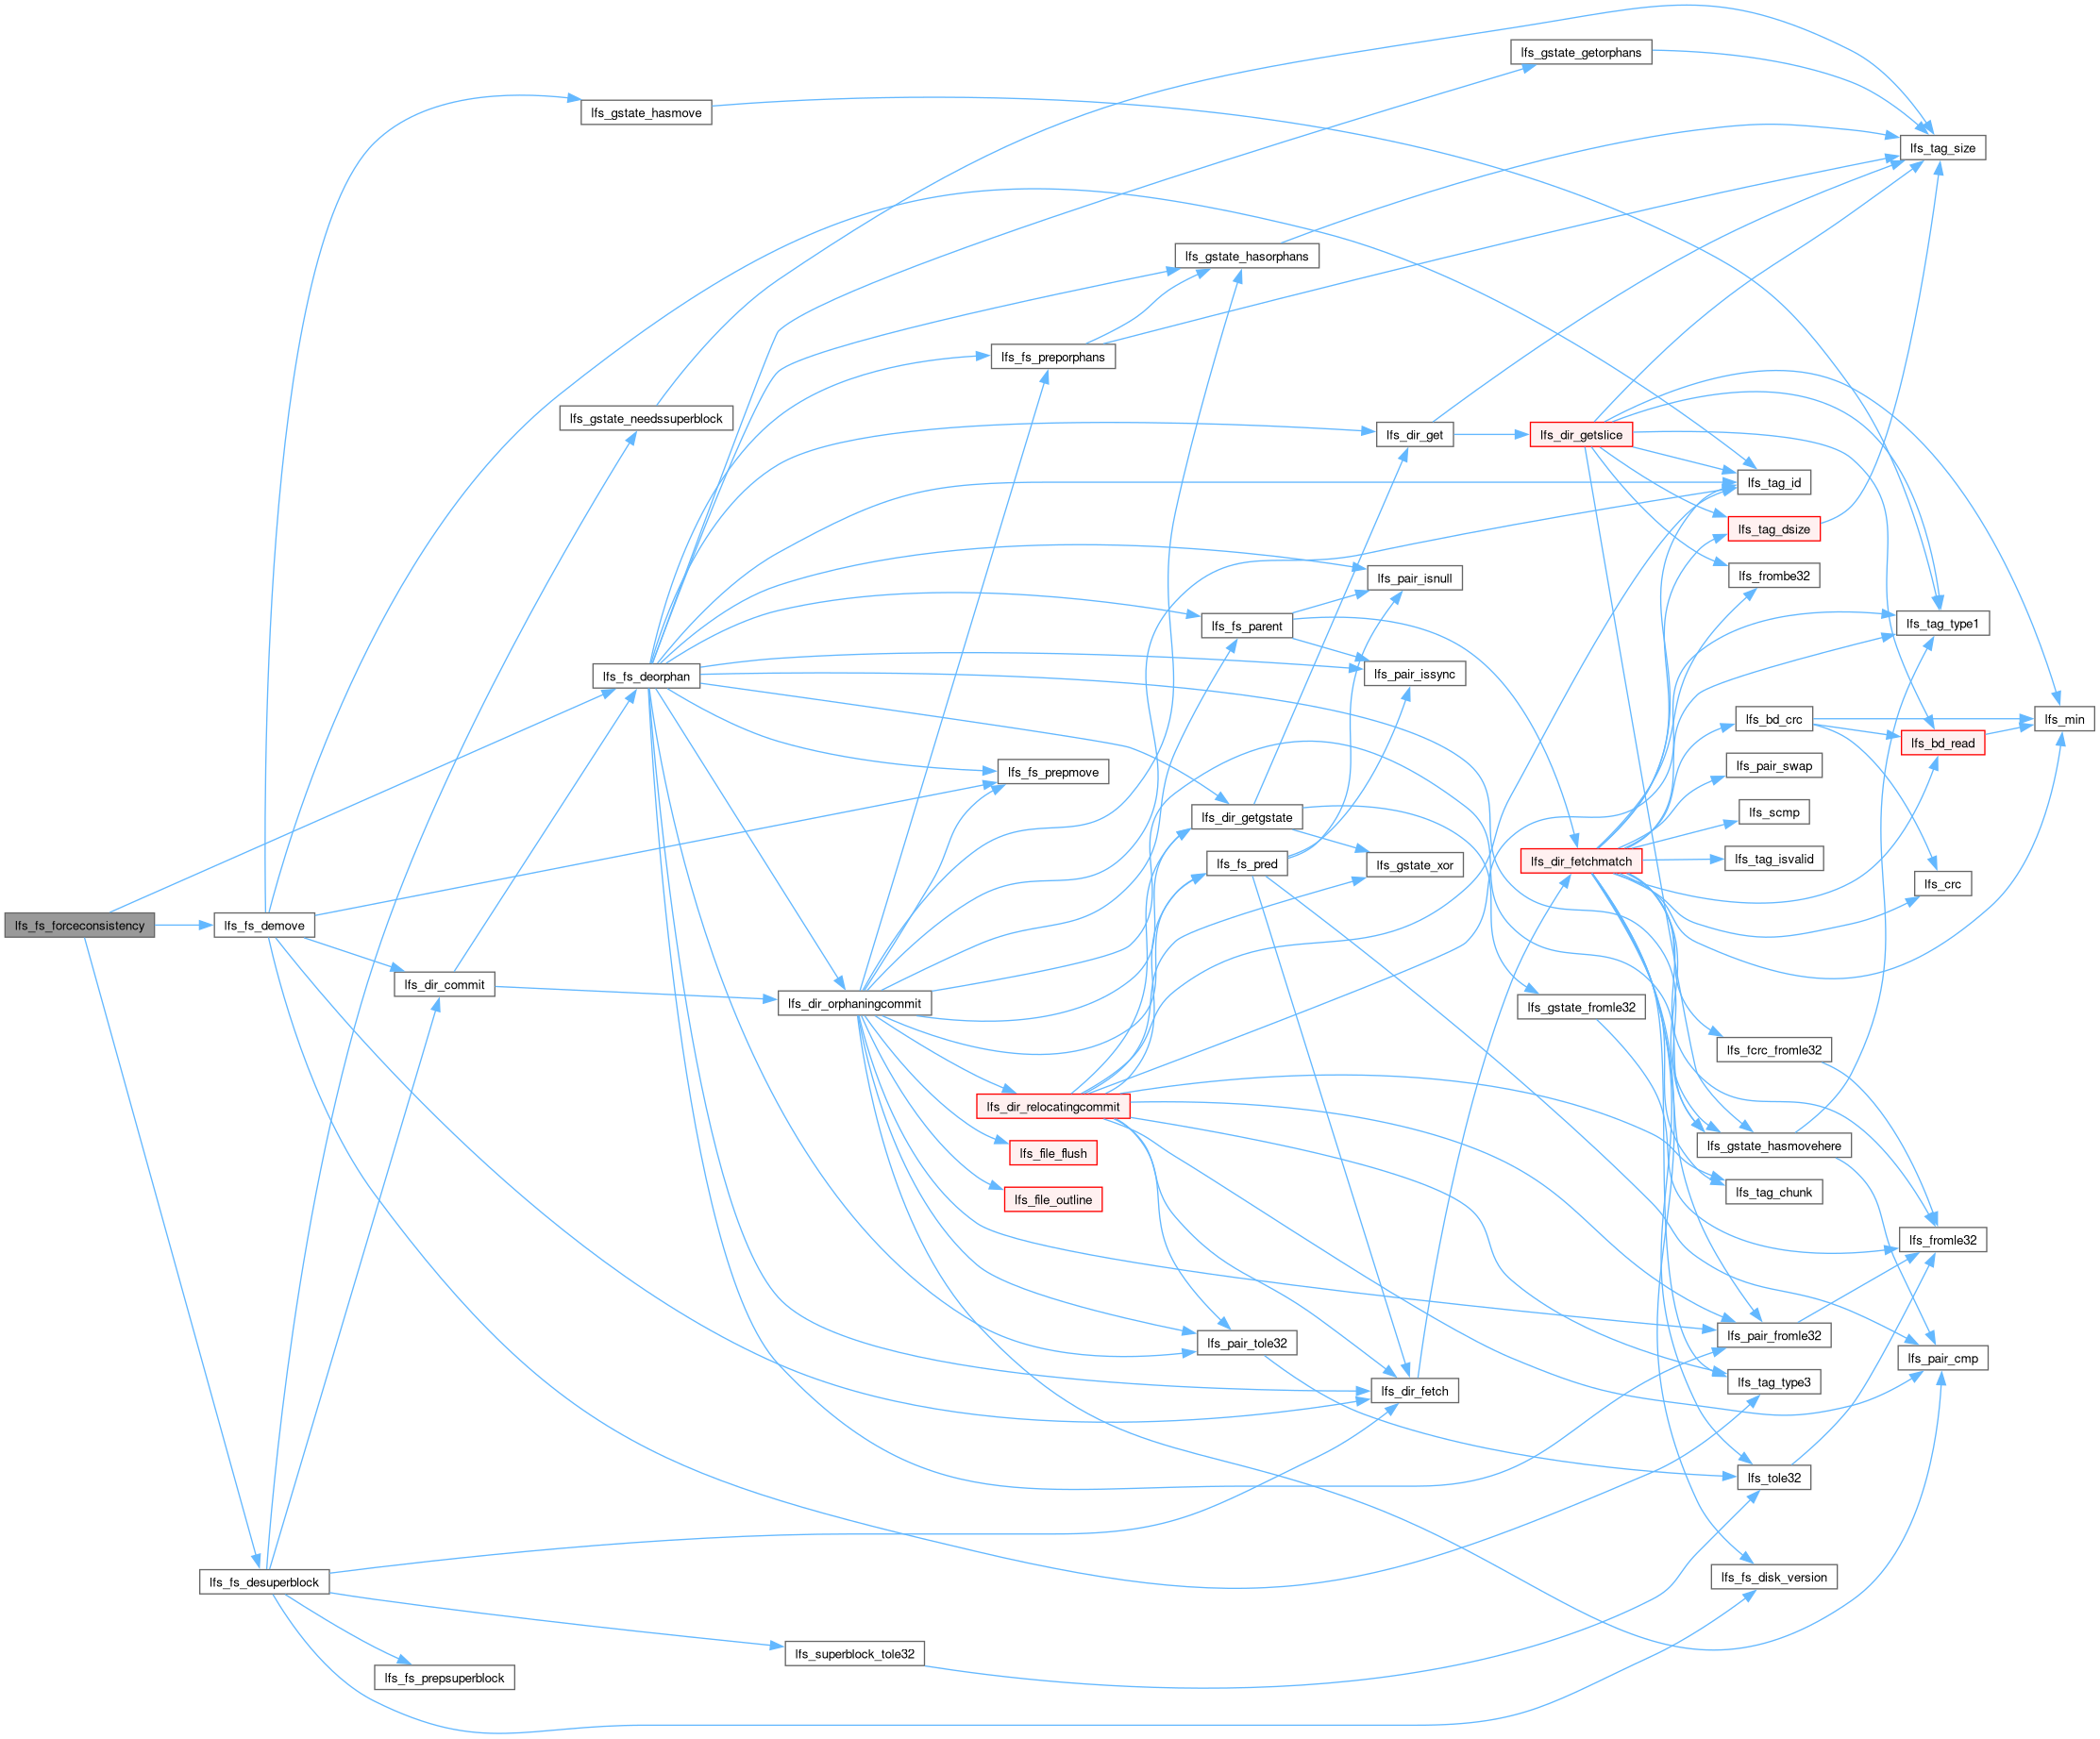 lfs_gstate_getorphans
lfs_gstate_hasmove
lfs_tag_size
lfs_gstate_hasorphans
lfs_fs_preporphans
lfs_gstate_needssuperblock
lfs_dir_get
lfs_dir_getslice
lfs_tag_id
lfs_tag_dsize
lfs_pair_isnull
lfs_frombe32
lfs_fs_parent
lfs_tag_type1
lfs_fs_deorphan
lfs_pair_issync
lfs_bd_crc
lfs_min
lfs_bd_read
lfs_pair_swap
lfs_fs_prepmove
lfs_scmp
lfs_dir_getgstate
lfs_fs_pred
lfs_gstate_xor
lfs_dir_fetchmatch
lfs_tag_isvalid
lfs_crc
lfs_fs_forceconsistency
lfs_fs_demove
lfs_dir_commit
lfs_dir_orphaningcommit
lfs_gstate_fromle32
lfs_fcrc_fromle32
lfs_dir_relocatingcommit
lfs_file_flush
lfs_gstate_hasmovehere
lfs_file_outline
lfs_tag_chunk
lfs_fromle32
lfs_pair_tole32
lfs_pair_fromle32
lfs_pair_cmp
lfs_dir_fetch
lfs_tag_type3
lfs_tole32
lfs_fs_desuperblock
lfs_fs_disk_version
lfs_superblock_tole32
lfs_fs_prepsuperblock